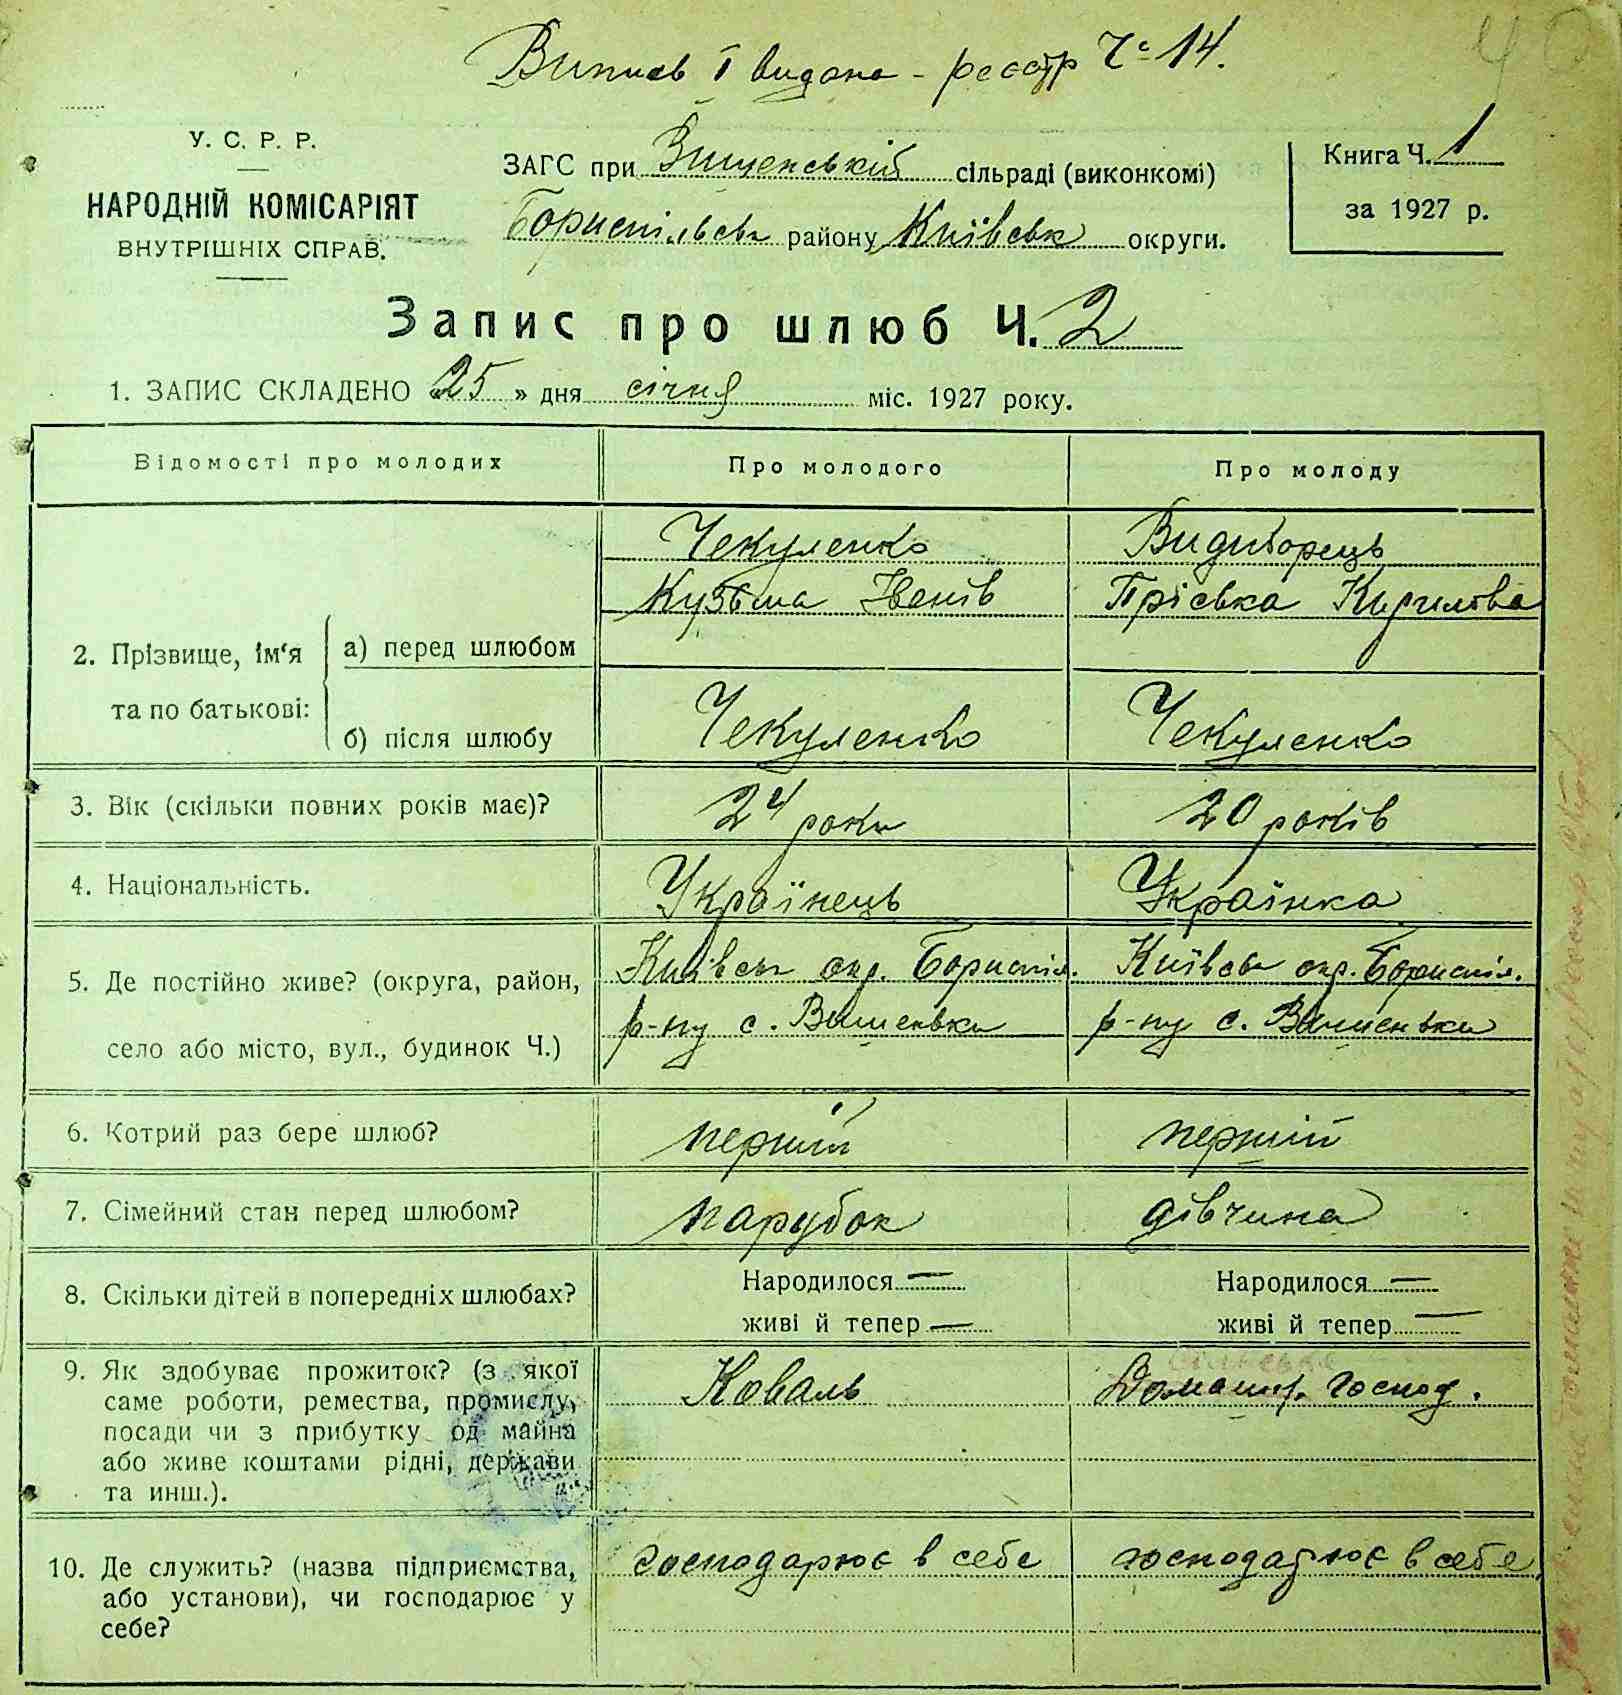 Випись І видана - реєстр Ч. 14.
У. С. Р. Р.
НАРОДНІЙ КОМІСАРІЯТ
ВНУТРІШНІХ СПРАВ.
ЗАГС при Вишенській сільраді (виконкомі)
Бориспільськ району Київськ округи.
Книга Ч. 1
за 1927 р.
Запис про шлюб Ч. 2
1. ЗАПИС СКЛАДЕНО «25» дня січня міс. 1927 року.
Відомості про молодих
Про молодого
Про молоду
2. Прізвище, ім'я та по батькові:
а) перед шлюбом
Чекуленко
Кузьма Іванів
Видиборець
Пріська Кирилова
б) після шлюбу
Чекуленко
Чекуленко
3. Вік (скільки повних років має)?
24 роки
20 років
4. Національність.
Українець
Українка
5. Де постійно живе? (округа, район,
село або місто, вул., будинок Ч.)
Київськ окр. Бориспіл.
р-ну с. Вишеньки
Київськ окр. Бориспіл.
р-ну с. Вишеньки
6. Котрий раз бере шлюб?
перший
перший
7. Сімейний стан перед шлюбом?
парубок
дівчина
8. Скільки дітей в попередніх шлюбах?
Народилося —
живі й тепер —
Народилося —
живі й тепер —
9. Як здобуває прожиток? (з якої
саме роботи, ремества, промислу,
посади чи з прибутку од майна
або живе коштами рідні, держави
та инш.).
Коваль
сільське
Домашн. господ.
10. Де служить? (назва підприємства,
або установи), чи господарює у
себе?
господарює в себе
господарює в себе